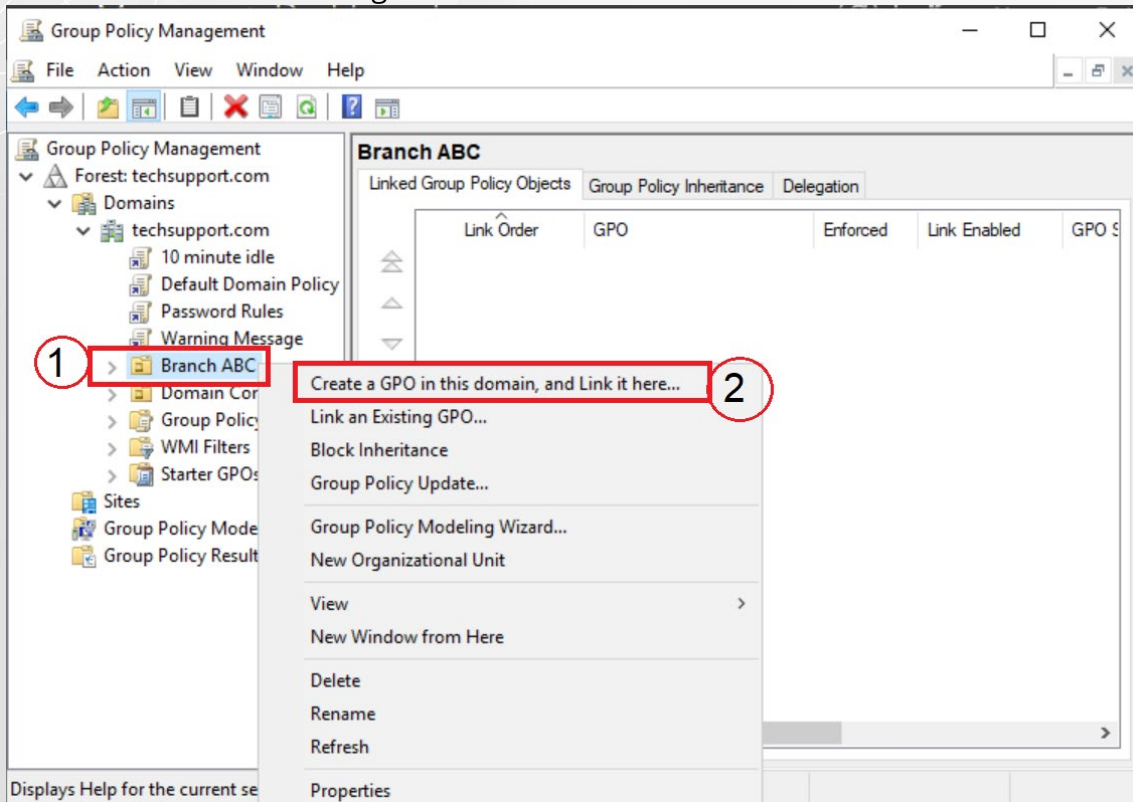 Group Policy Management
File Action View Window Help
Group Policy Management
Forest: techsupport.com
Domains
techsupport.com
10 minute idle
Default Domain Policy
Password Rules
Warning Message
1
Branch ABC
Domain Cor
Group Policy
WMI Filters
Starter GPOs
Sites
Group Policy Mode
Group Policy Result
Branch ABC
Linked Group Policy Objects Group Policy Inheritance Delegation
Link Order GPO Enforced Link Enabled GPO S
Create a GPO in this domain, and Link it here...
2
Link an Existing GPO...
Block Inheritance
Group Policy Update...
Group Policy Modeling Wizard...
New Organizational Unit
View
New Window from Here
Delete
Rename
Refresh
Properties
Displays Help for the current se